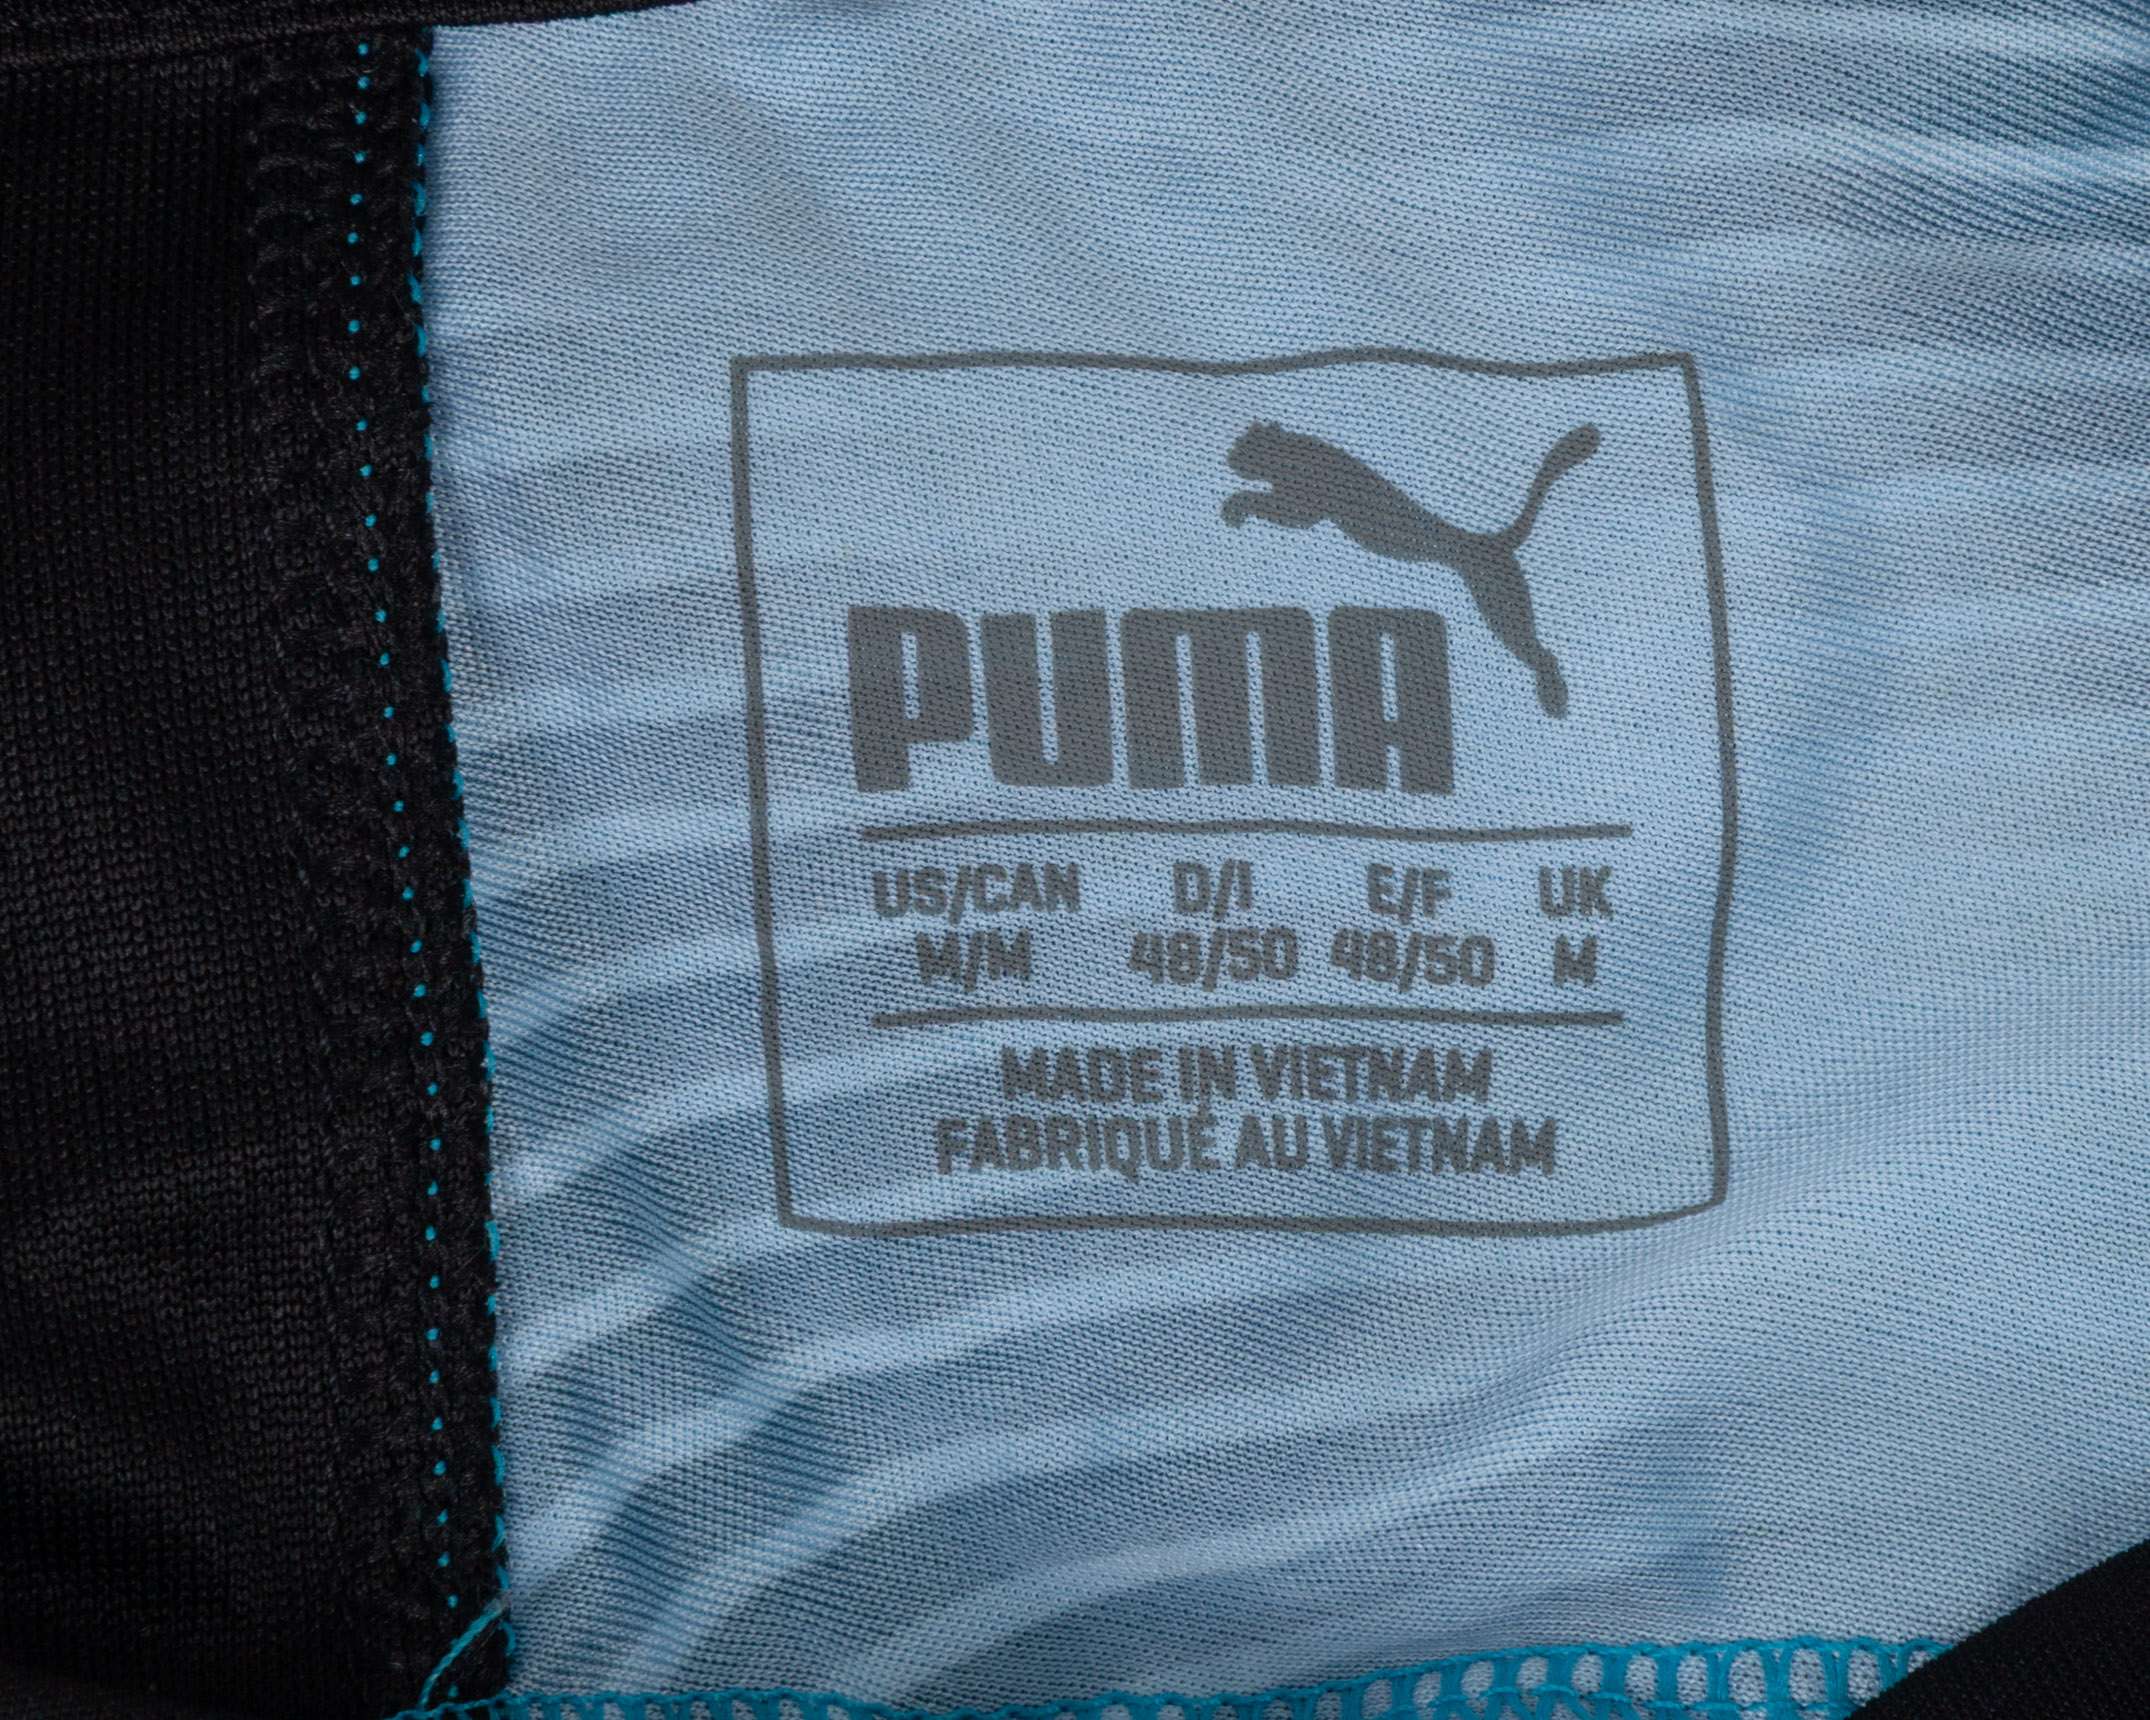 PUMA
US/CAN D/I E/F UK
M/M 48/50 48/50 M
MADE IN VIETNAM
FABRIQUÉ AU VIETNAM